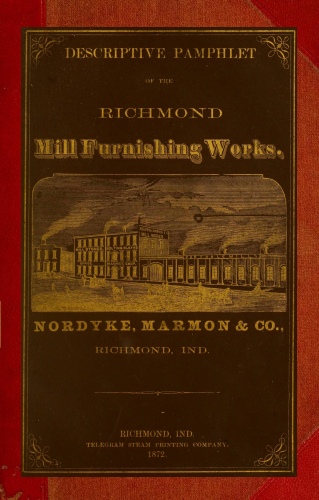 DESCRIPTIVE PAMPHLET
OF THE
RICHMOND
Mill Furnishing Works.,
NORDYKE, MARMON & CO.,
RICHMOND, IND.
RICHMOND, IND.
TELEGRAM STEAM PRINTING COMPANY.
1872.